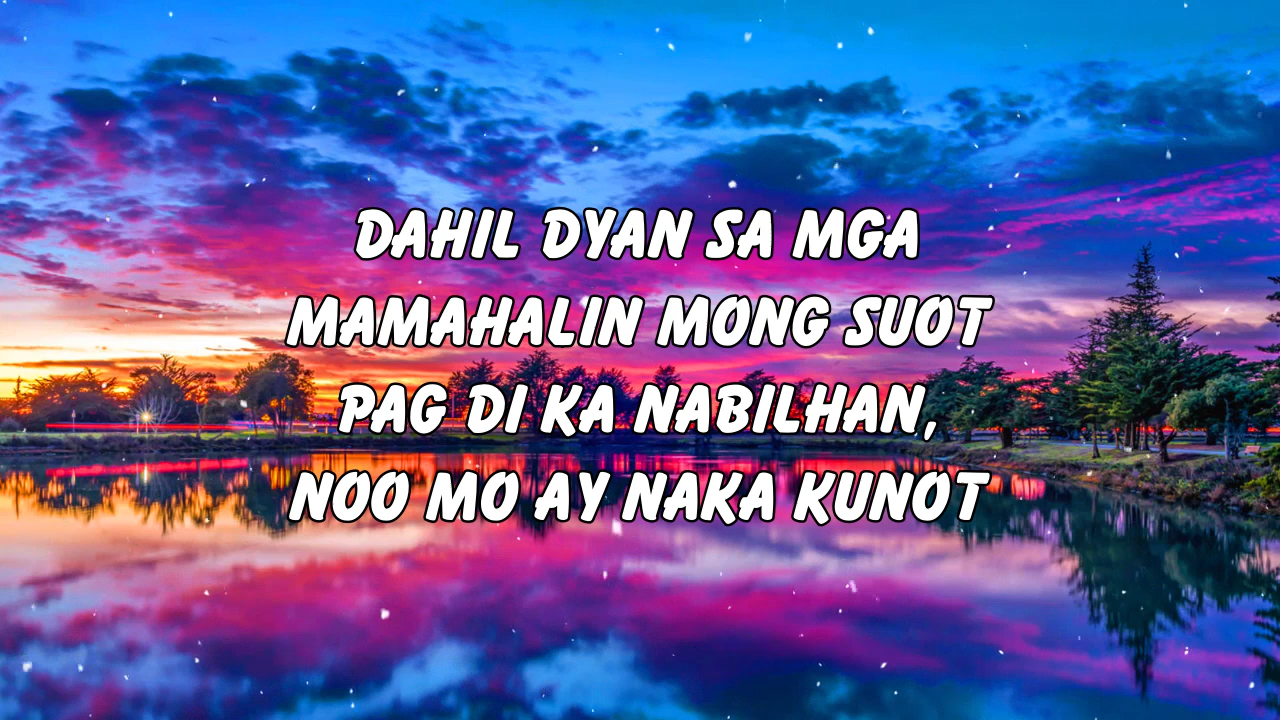 DAHIL DYAN SA MGA
MAMAHALIN MONG SUOT
PAG DI KA NABILHAN,
NOO MO AY NAKA KUNOT